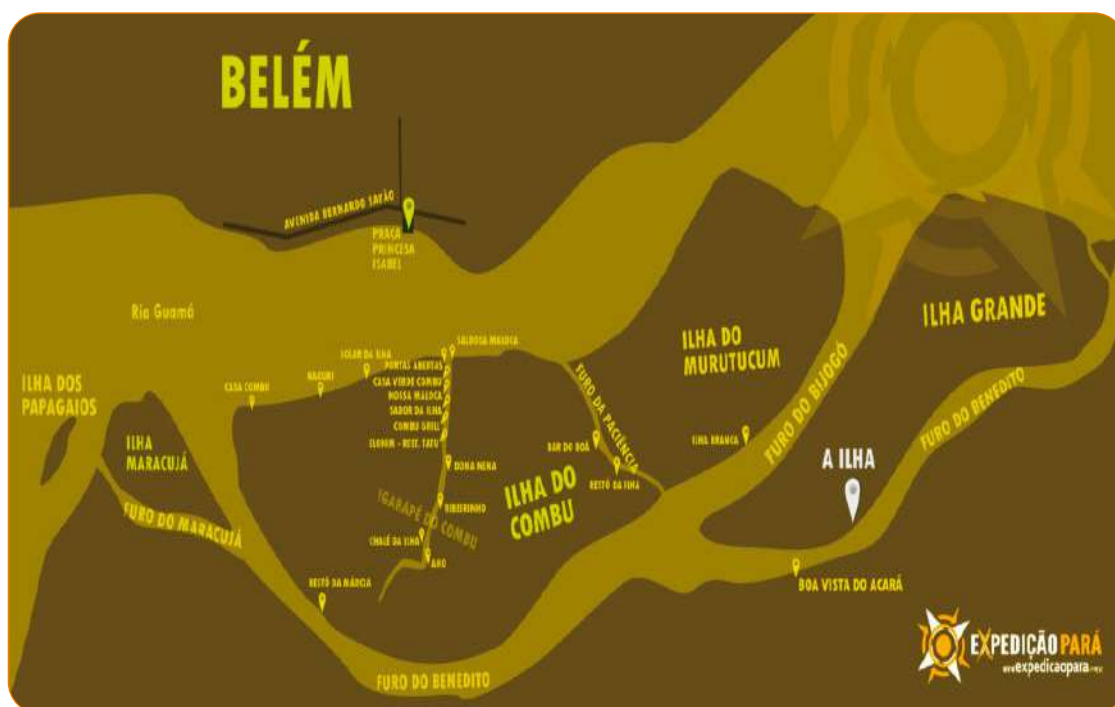 BELÉM
AVENIDA BERNARDO SAYÃO
PRAÇA
PRINCESA
ISABEL
Rio Guamá
ILHA DOS
PAPAGAIOS
ILHA
MARACUJÁ
FURO DO MARACUJÁ
CASA COMBU
SOLAR DA ILHA
SALDOSA MALOCA
PORTAS ABERTAS
CASA VERDE COMBU
NOSSA MALOCA
SABOR DA ILHA
COMBU GRILL
DONA NENA
IGARAPÉ DO COMBU
RIBEIRINHO
CHALÉ DA ILHA
RESTÔ DA MÁRCIA
ILHA DO
COMBU
FURO DA PACIÊNCIA
BAR DO BOÁ
RESTÔ DA ILHA
ILHA DO
MURUTUCUM
ILHA BRANCA
FURO DO BIJOGÓ
ILHA GRANDE
FURO DO BENEDITO
A ILHA
BOA VISTA DO ACARÁ
FURO DO BENEDITO
EXPEDIÇÃO PARÁ